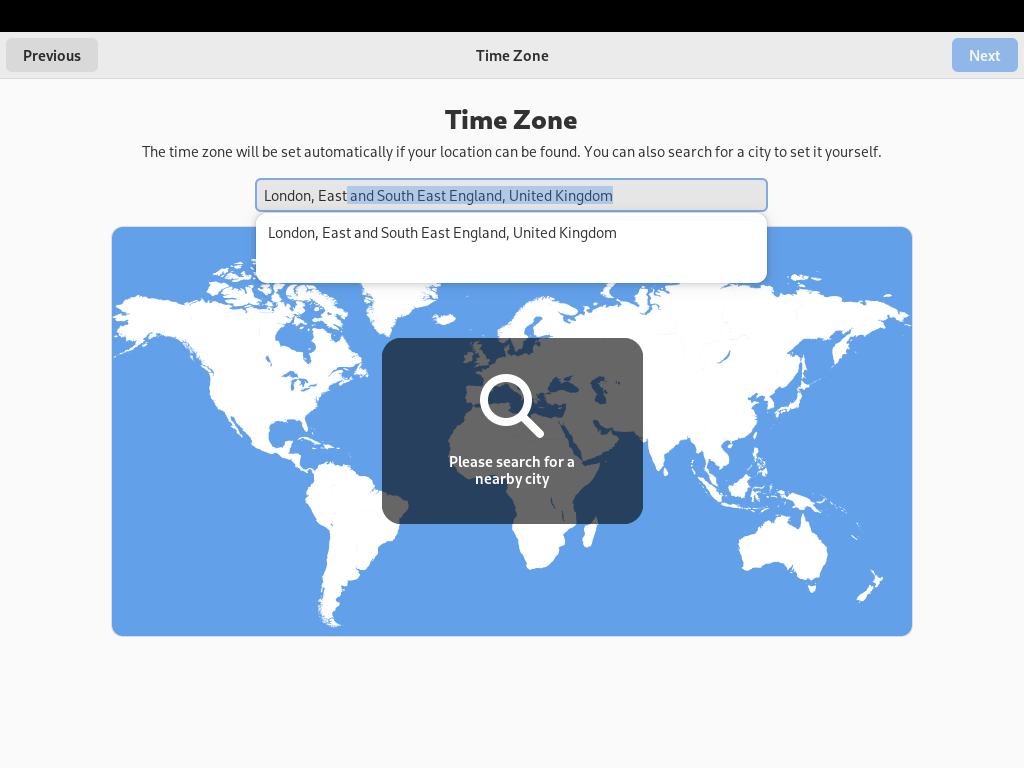 Previous
Time Zone
Next
Time Zone
The time zone will be set automatically if your location can be found. You can also search for a city to set it yourself.
London, East and South East England, United Kingdom
London, East and South East England, United Kingdom
Please search for a
nearby city